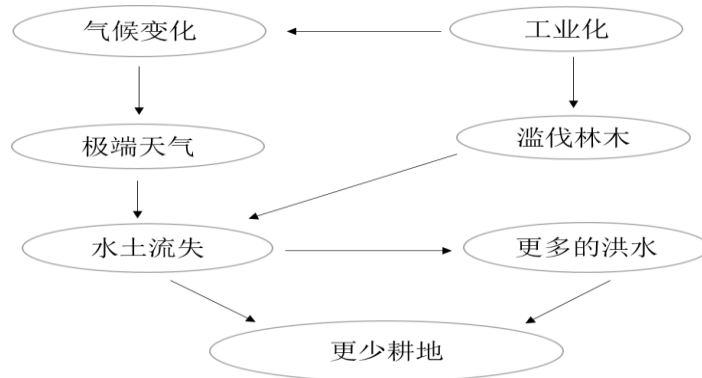 气候变化
工业化
极端天气
滥伐林木
水土流失
更多的洪水
更少耕地